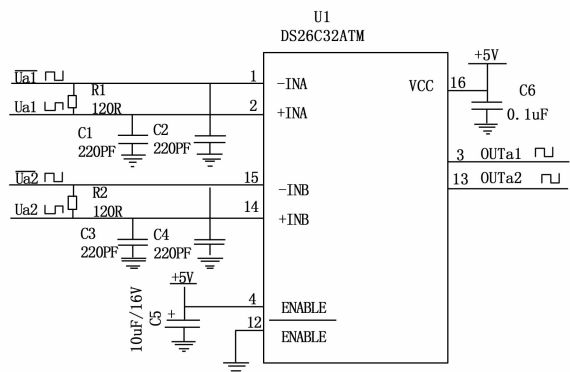 U1
DS26C32ATM
Ua1
R1
1
-INA
Ua1
120R
2
+INA
C1
C2
220PF
220PF
Ua2
15
-INB
R2
Ua2
120R
14
+INB
C3
C4
220PF
220PF
+5V
VCC
16
C6
0.1uF
3
OUTa1
13
OUTa2
+5V
10uF/16V
C5
+
4
ENABLE
12
ENABLE